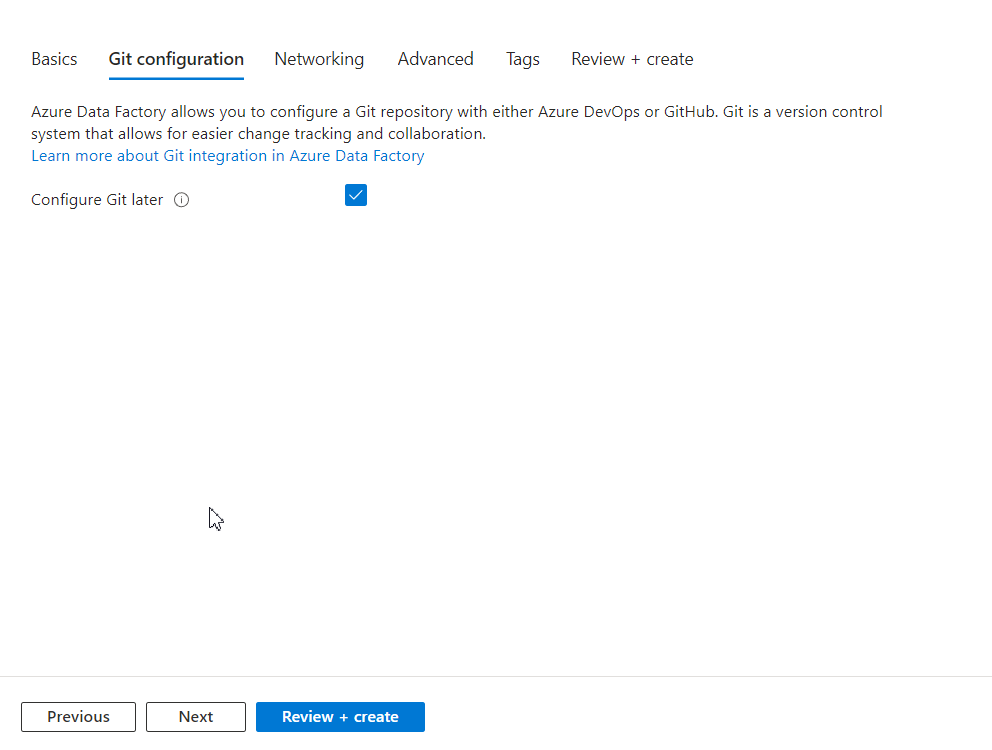 Basics Git configuration Networking Advanced Tags Review + create
Azure Data Factory allows you to configure a Git repository with either Azure DevOps or GitHub. Git is a version control
system that allows for easier change tracking and collaboration.
Learn more about Git integration in Azure Data Factory
Configure Git later
Previous Next Review + create